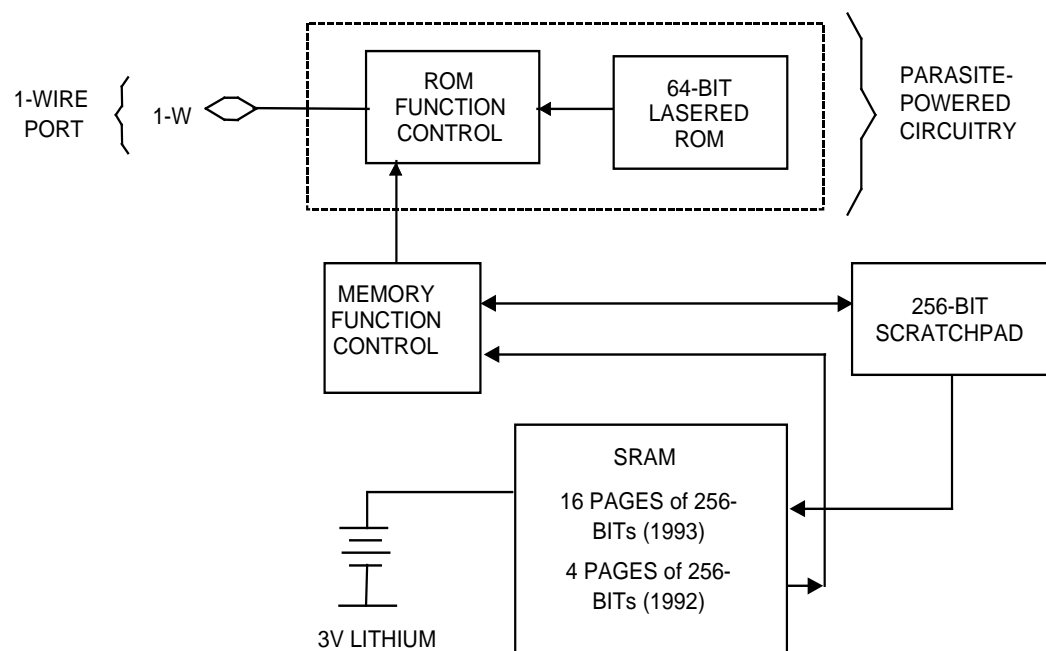 1-WIRE
PORT
1-W
ROM
FUNCTION
CONTROL
64-BIT
LASERED
ROM
PARASITE-
POWERED
CIRCUITRY
MEMORY
FUNCTION
CONTROL
256-BIT
SCRATCHPAD
SRAM
16 PAGES of 256-
BITs (1993)
4 PAGES of 256-
BITs (1992)
3V LITHIUM